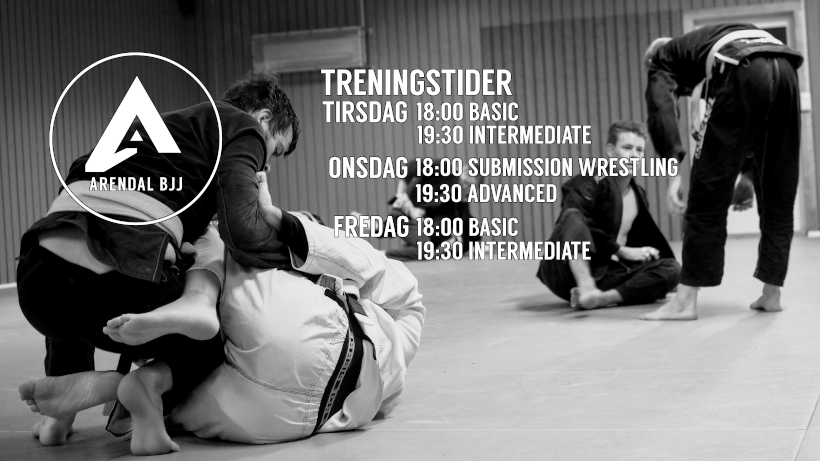 ARENDAL BJJ
TRENINGSTIDER
TIRSDAG 18:00 BASIC
19:30 INTERMEDIATE
ONSDAG 18:00 SUBMISSION WRESTLING
19:30 ADVANCED
FREDAG 18:00 BASIC
19:30 INTERMEDIATE